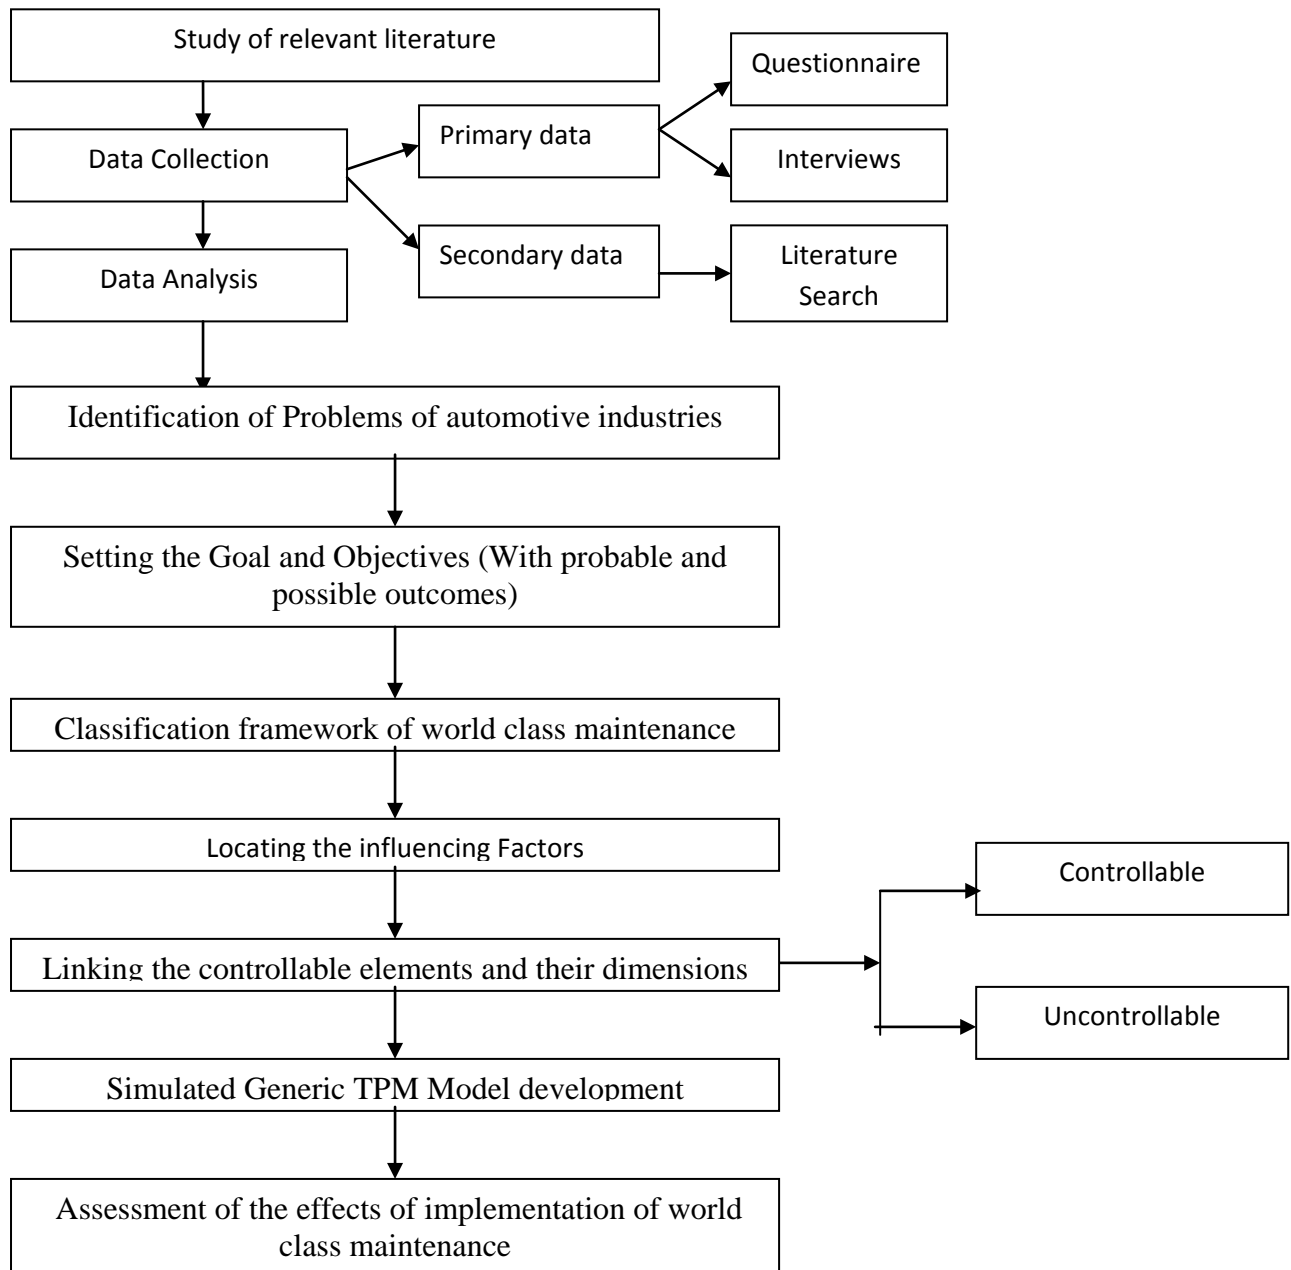 Study of relevant literature
Questionnaire
Primary data
Data Collection
Interviews
Secondary data
Literature
Search
Data Analysis
Identification of Problems of automotive industries
Setting the Goal and Objectives (With probable and
possible outcomes)
Classification framework of world class maintenance
Locating the influencing Factors
Controllable
Linking the controllable elements and their dimensions
Uncontrollable
Simulated Generic TPM Model development
Assessment of the effects of implementation of world
class maintenance